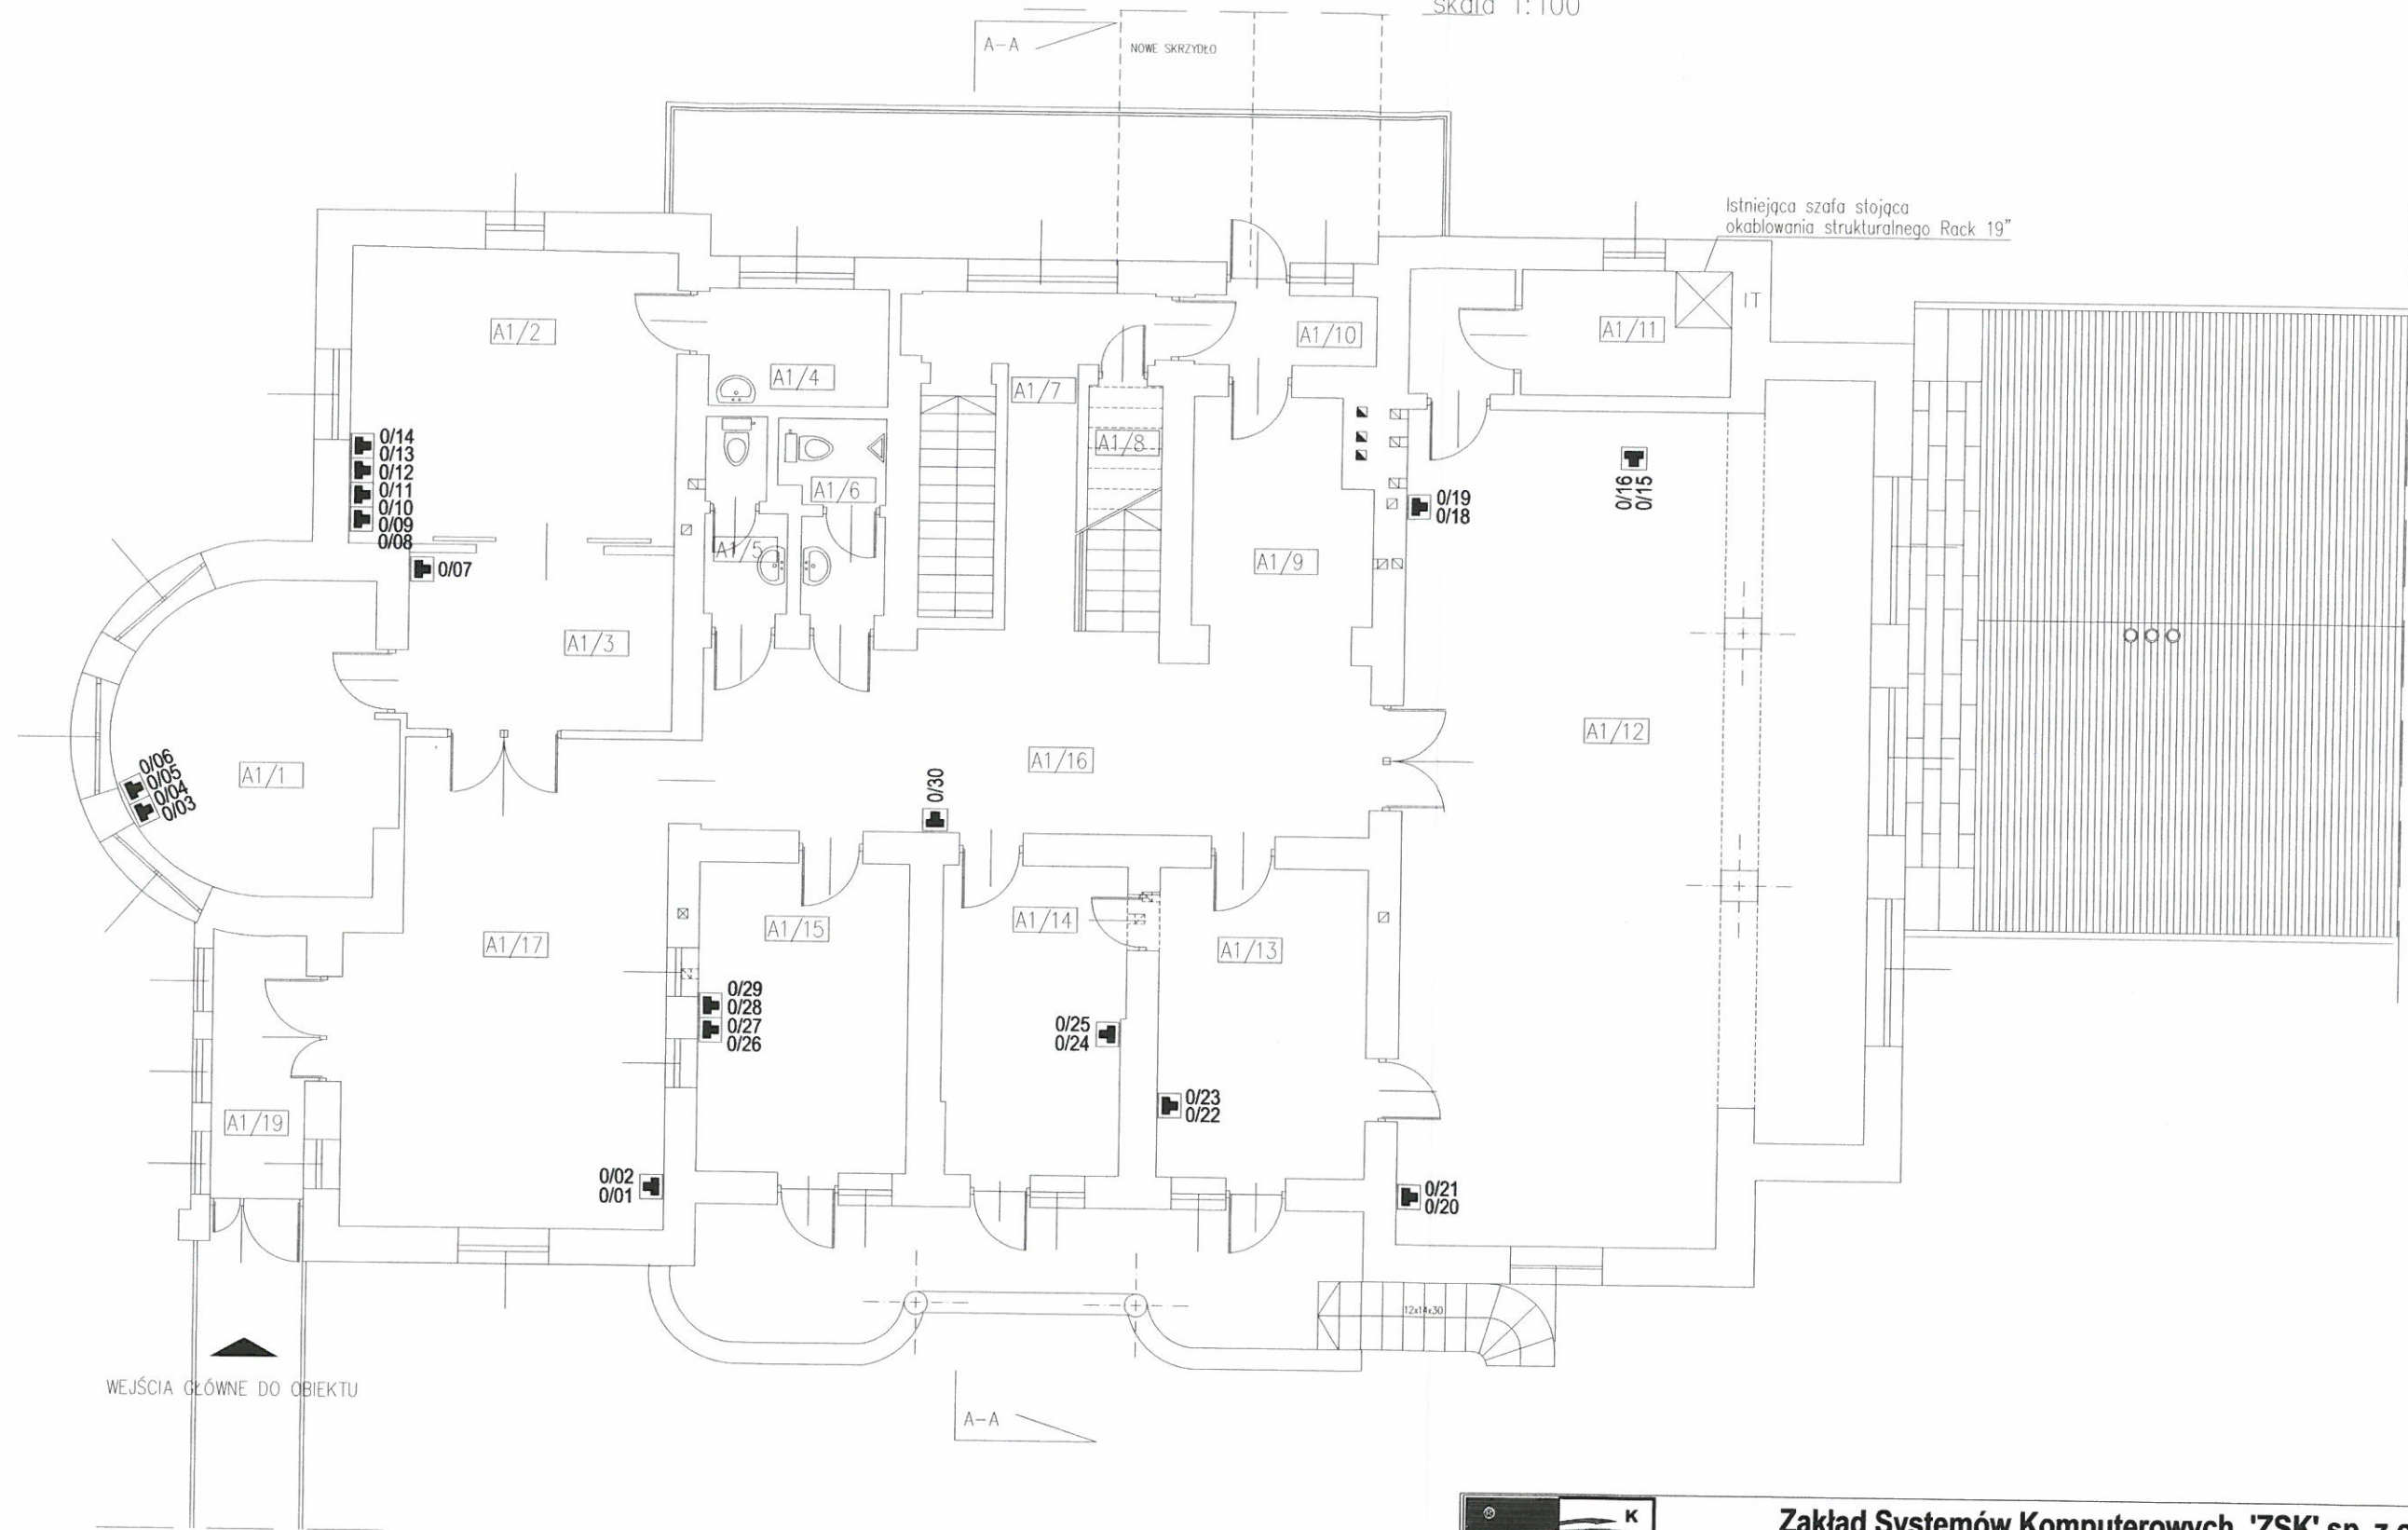 skala 1:100
A-A
NOWE SKRZYDŁO
Istniejąca szafa stojąca
okablowania strukturalnego Rack 19"
IT
A1/2
A1/10
A1/11
A1/4
A1/7
A1/8
0/14
0/13
0/12
0/11
0/10
0/09
0/08
A1/6
0/19
0/18
0/16
0/15
A1/5
0/07
A1/9
A1/3
A1/12
A1/16
0/06
0/05
0/04
0/03
A1/1
0/30
A1/15
A1/14
A1/17
A1/13
0/29
0/28
0/27
0/26
0/25
0/24
0/23
0/22
A1/19
0/02
0/01
0/21
0/20
12x14x30
WEJŚCIA GŁÓWNE DO OBIEKTU
A-A
® K
Zakład Systemów Komputerowych 'ZSK' sp. z